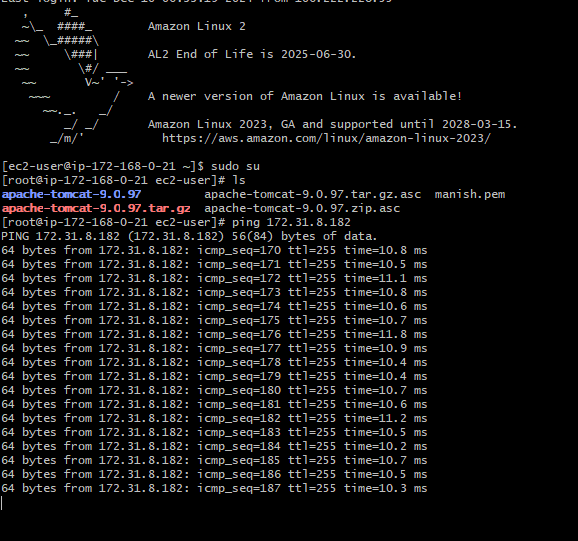 ,     #_
   ~\_  ####_        Amazon Linux 2
  ~~  \_#####\
  ~~     \###|       AL2 End of Life is 2025-06-30.
  ~~       \#/ ___
   ~~       V~' '->
    ~~~         /    A newer version of Amazon Linux is available!
      ~~._.   _/
         _/ _/       Amazon Linux 2023, GA and supported until 2028-03-15.
       _/m/'           https://aws.amazon.com/linux/amazon-linux-2023/
[ec2-user@ip-172-168-0-21 ~]$ sudo su
[root@ip-172-168-0-21 ec2-user]# ls
apache-tomcat-9.0.97         apache-tomcat-9.0.97.tar.gz.asc  manish.pem
apache-tomcat-9.0.97.tar.gz  apache-tomcat-9.0.97.zip.asc
[root@ip-172-168-0-21 ec2-user]# ping 172.31.8.182
PING 172.31.8.182 (172.31.8.182) 56(84) bytes of data.
64 bytes from 172.31.8.182: icmp_seq=170 ttl=255 time=10.8 ms
64 bytes from 172.31.8.182: icmp_seq=171 ttl=255 time=10.5 ms
64 bytes from 172.31.8.182: icmp_seq=172 ttl=255 time=11.1 ms
64 bytes from 172.31.8.182: icmp_seq=173 ttl=255 time=10.8 ms
64 bytes from 172.31.8.182: icmp_seq=174 ttl=255 time=10.6 ms
64 bytes from 172.31.8.182: icmp_seq=175 ttl=255 time=10.7 ms
64 bytes from 172.31.8.182: icmp_seq=176 ttl=255 time=11.8 ms
64 bytes from 172.31.8.182: icmp_seq=177 ttl=255 time=10.9 ms
64 bytes from 172.31.8.182: icmp_seq=178 ttl=255 time=10.4 ms
64 bytes from 172.31.8.182: icmp_seq=179 ttl=255 time=10.4 ms
64 bytes from 172.31.8.182: icmp_seq=180 ttl=255 time=10.7 ms
64 bytes from 172.31.8.182: icmp_seq=181 ttl=255 time=10.6 ms
64 bytes from 172.31.8.182: icmp_seq=182 ttl=255 time=11.2 ms
64 bytes from 172.31.8.182: icmp_seq=183 ttl=255 time=10.5 ms
64 bytes from 172.31.8.182: icmp_seq=184 ttl=255 time=10.2 ms
64 bytes from 172.31.8.182: icmp_seq=185 ttl=255 time=10.7 ms
64 bytes from 172.31.8.182: icmp_seq=186 ttl=255 time=10.5 ms
64 bytes from 172.31.8.182: icmp_seq=187 ttl=255 time=10.3 ms